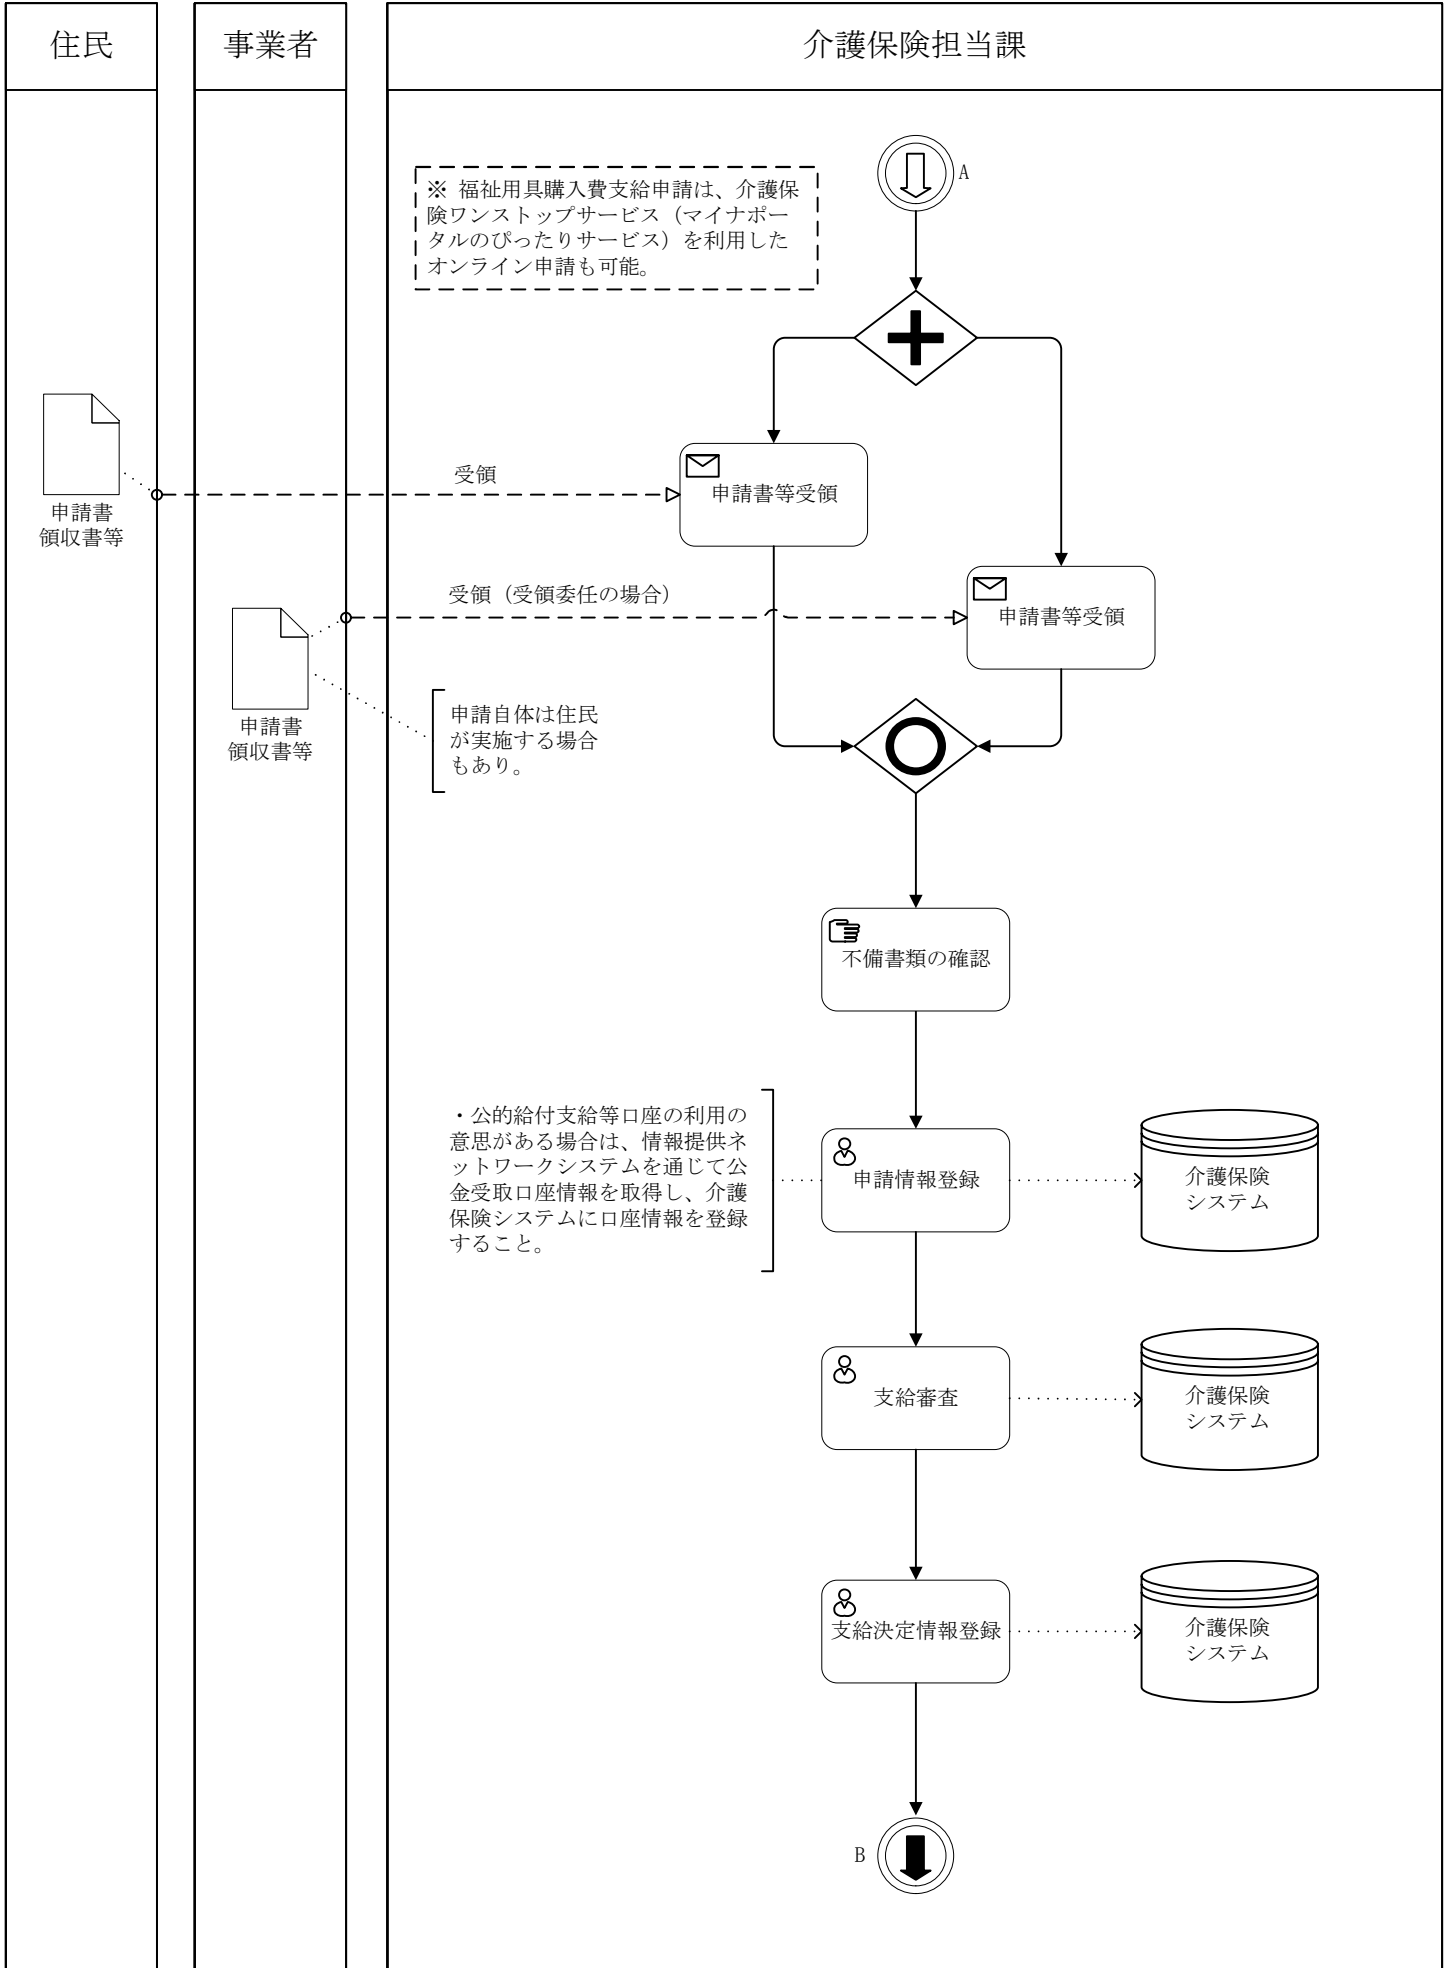 住民
事業者
介護保険担当課
A
※ 福祉用具購入費支給申請は、介護保
険ワンストップサービス（マイナポー
タルのぴったりサービス）を利用した
オンライン申請も可能。
申請書
領収書等
受領
申請書等受領
受領（受領委任の場合）
申請書等受領
申請書
領収書等
申請自体は住民
が実施する場合
もあり。
不備書類の確認
・公的給付支給等口座の利用の
意思がある場合は、情報提供ネ
ットワークシステムを通じて公
金受取口座情報を取得し、介護
保険システムに口座情報を登録
すること。
申請情報登録
介護保険
システム
支給審査
介護保険
システム
支給決定情報登録
介護保険
システム
B